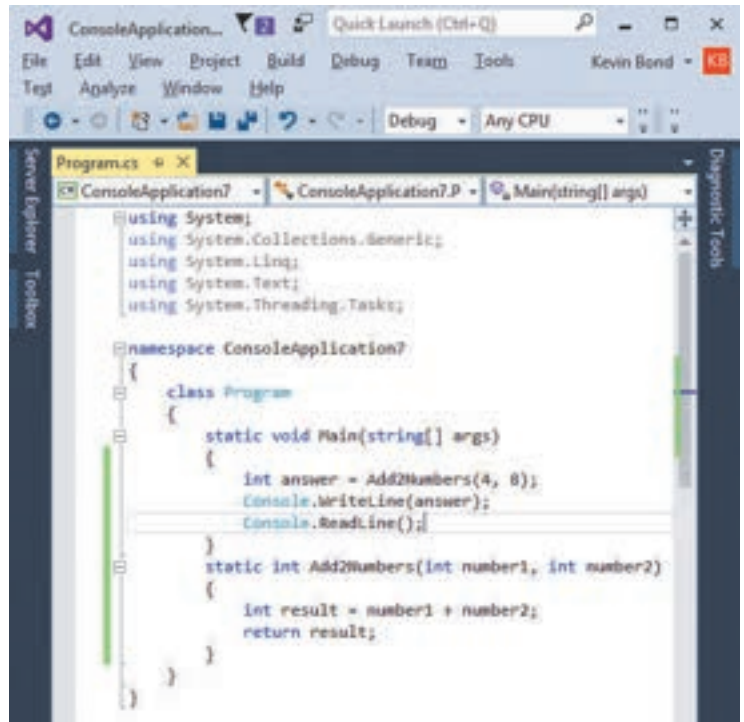 ConsoleApplication... 2 Quick Launch (Ctrl+Q)
File Edit View Project Build Debug Team Tools Kevin Bond KB
Test Analyze Window Help
Debug Any CPU
Server Explorer
Toolbox
Program.cs
Diagnostic Tools
ConsoleApplication7 ConsoleApplication7.P Main(string[] args)
using System;
using System.Collections.Generic;
using System.Linq;
using System.Text;
using System.Threading.Tasks;
namespace ConsoleApplication7
{
class Program
{
static void Main(string[] args)
{
int answer = Add2Numbers(4, 8);
Console.WriteLine(answer);
Console.ReadLine();
}
static int Add2Numbers(int number1, int number2)
{
int result = number1 + number2;
return result;
}
}
}